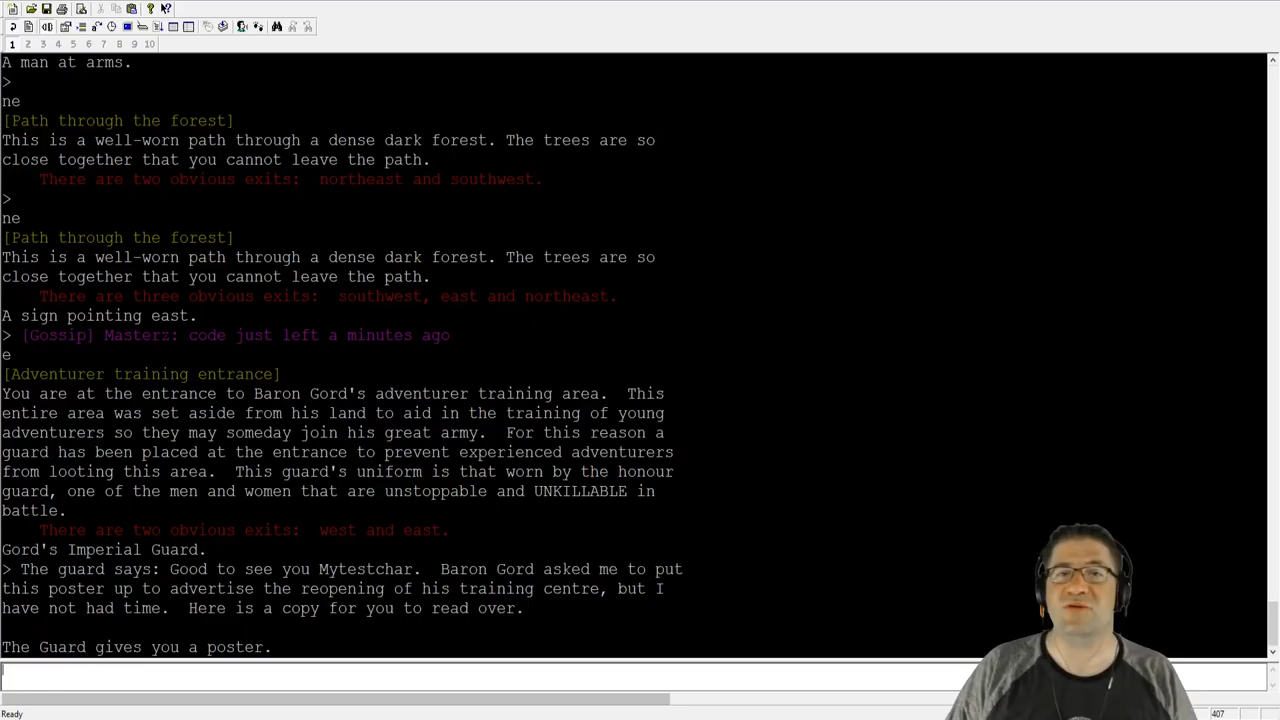 1 2 3 4 5 6 7 8 9 10
A man at arms.
>
ne
[Path through the forest]
This is a well-worn path through a dense dark forest. The trees are so
close together that you cannot leave the path.
There are two obvious exits:  northeast and southwest.
>
ne
[Path through the forest]
This is a well-worn path through a dense dark forest. The trees are so
close together that you cannot leave the path.
There are three obvious exits:  southwest, east and northeast.
A sign pointing east.
> [Gossip] Masterz: code just left a minutes ago
e
[Adventurer training entrance]
You are at the entrance to Baron Gord's adventurer training area.  This
entire area was set aside from his land to aid in the training of young
adventurers so they may someday join his great army.  For this reason a
guard has been placed at the entrance to prevent experienced adventurers
from looting this area.  This guard's uniform is that worn by the honour
guard, one of the men and women that are unstoppable and UNKILLABLE in
battle.
There are two obvious exits:  west and east.
Gord's Imperial Guard.
> The guard says: Good to see you Mytestchar.  Baron Gord asked me to put
this poster up to advertise the reopening of his training centre, but I
have not had time.  Here is a copy for you to read over.
The Guard gives you a poster.
Ready
407